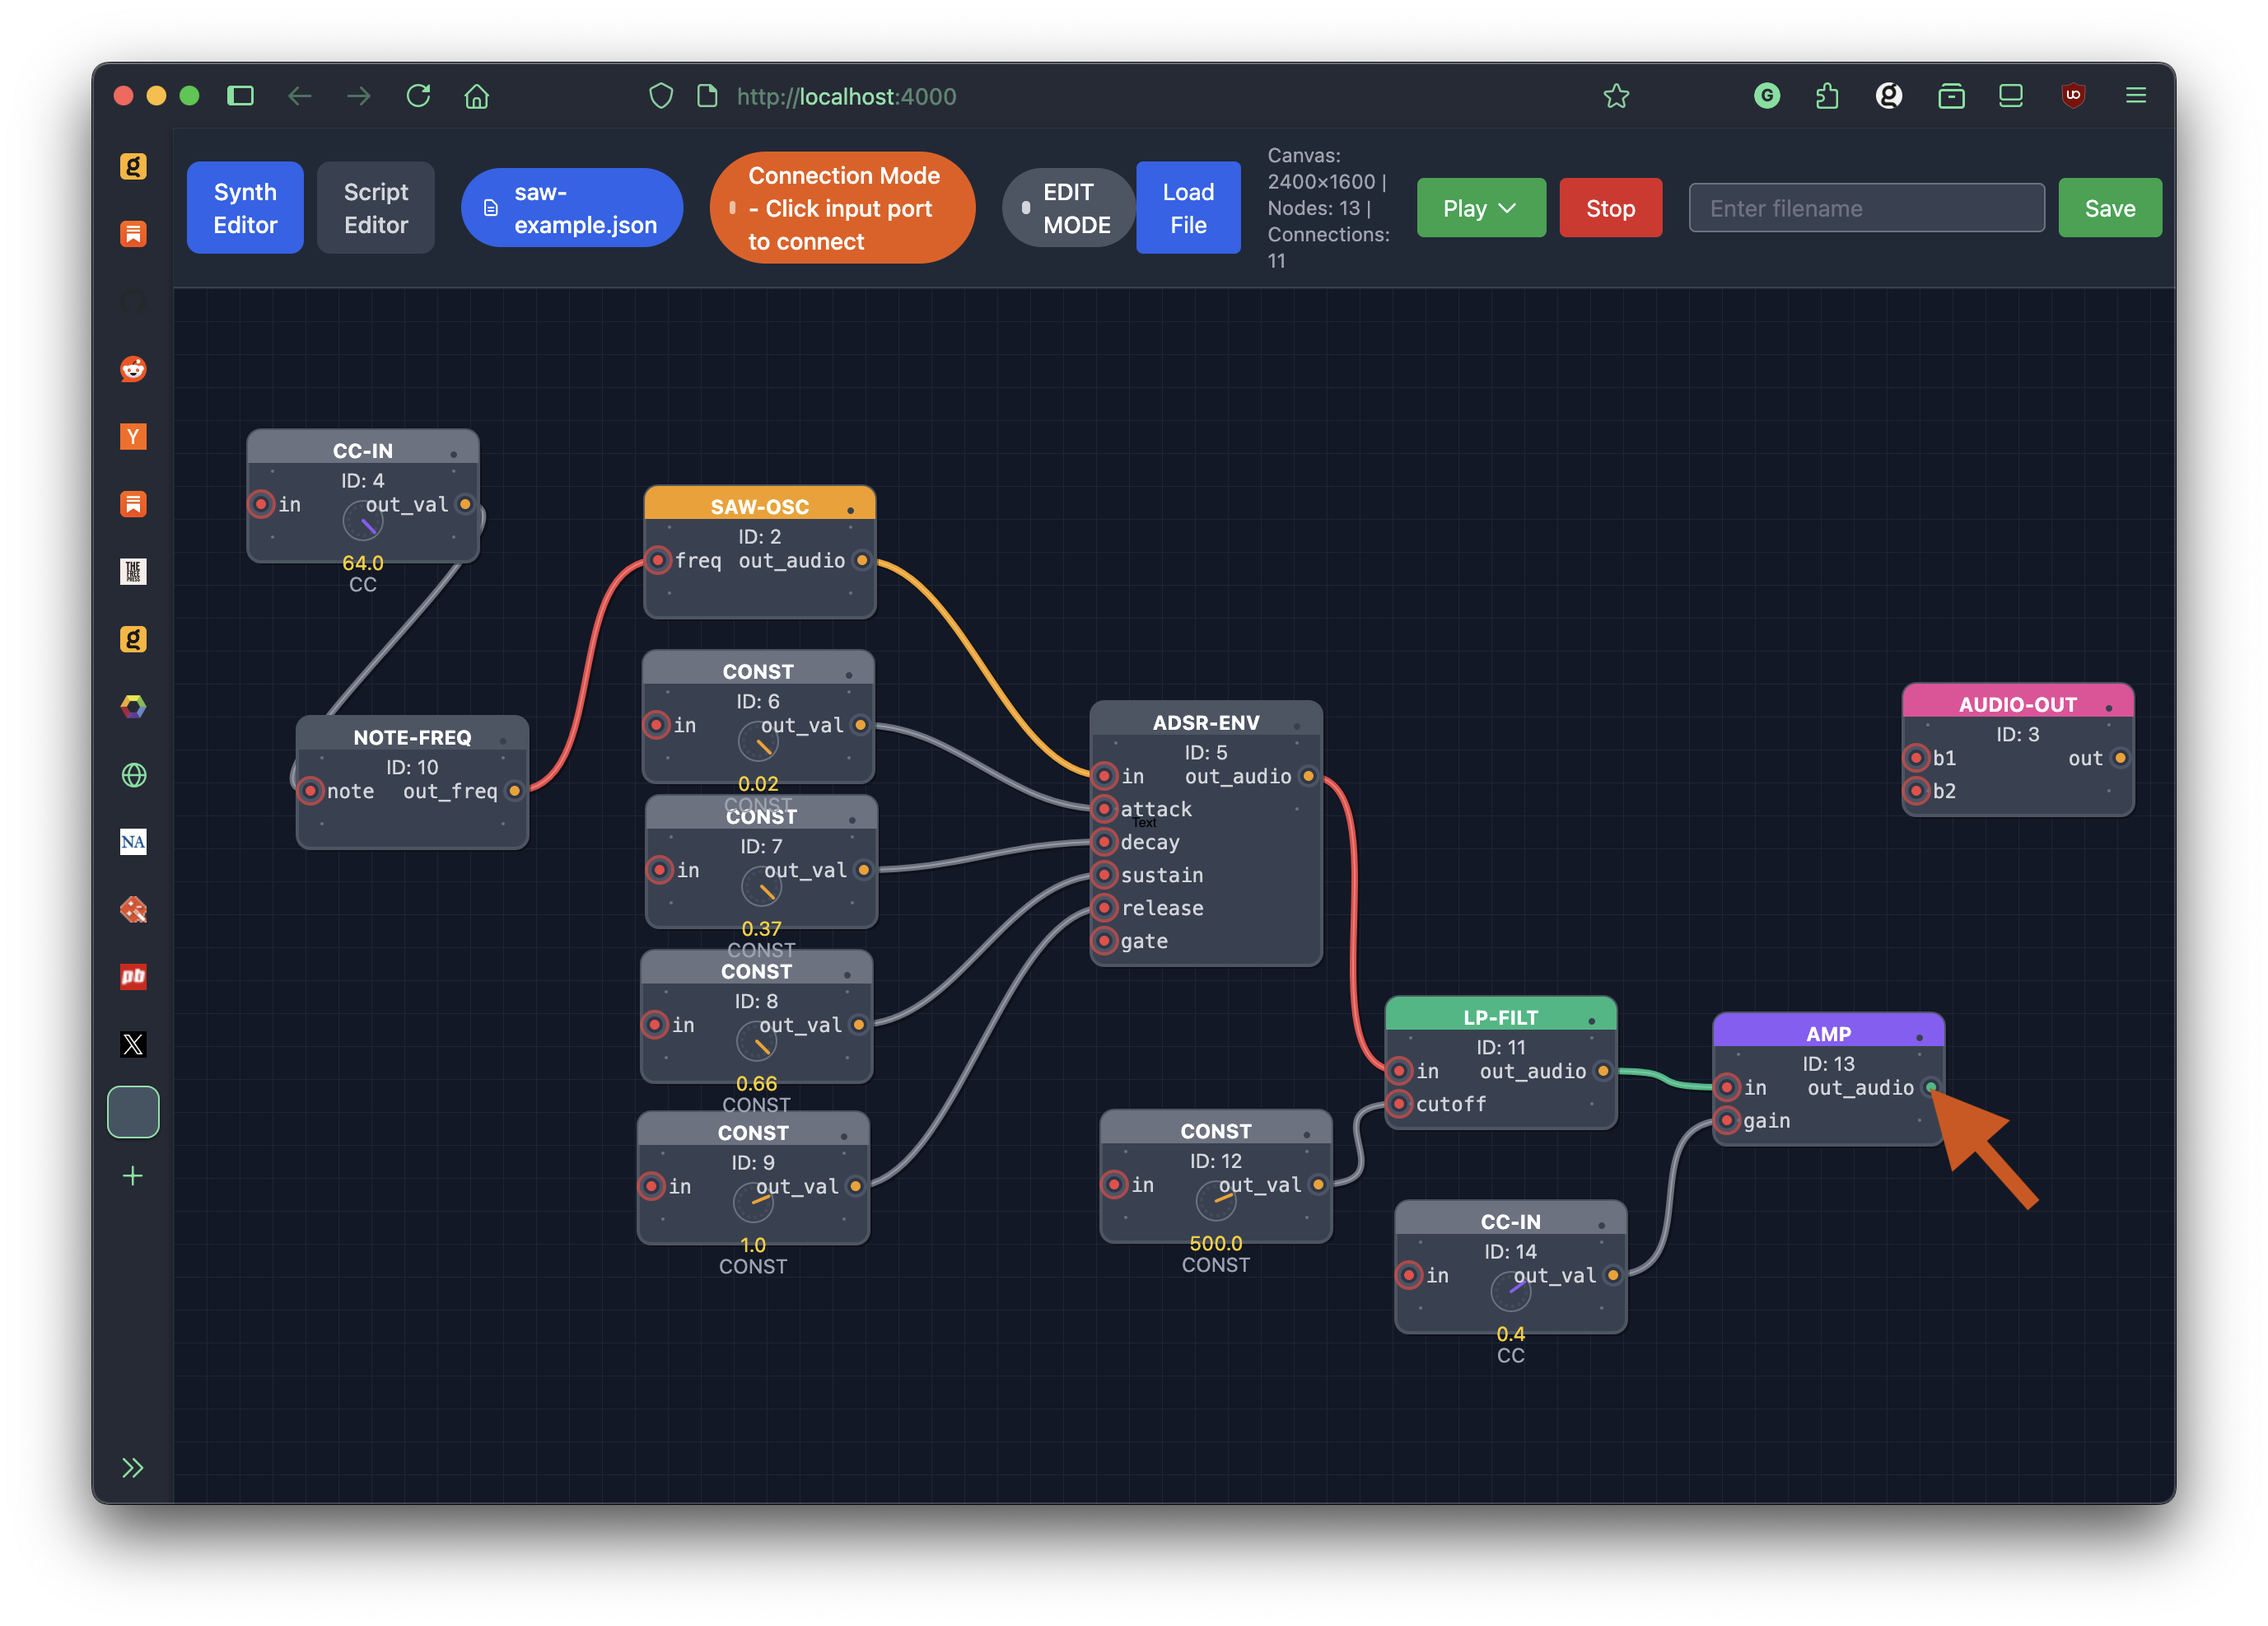 http://localhost:4000
Synth
Editor
Script
Editor
saw-
example.json
Connection Mode
- Click input port
to connect
EDIT
MODE
Load
File
Canvas:
2400×1600 |
Nodes: 13 |
Connections:
11
Play
Stop
Enter filename
Save
CC-IN
ID: 4
in out_val
64.0
CC
SAW-OSC
ID: 2
freq out_audio
CONST
ID: 6
in out_val
0.02
CONST
NOTE-FREQ
ID: 10
note out_freq
CONST
ID: 7
in out_val
0.37
CONST
CONST
ID: 8
in out_val
0.66
CONST
CONST
ID: 9
in out_val
1.0
CONST
ADSR-ENV
ID: 5
in out_audio
attack
Text
decay
sustain
release
gate
AUDIO-OUT
ID: 3
b1 out
b2
LP-FILT
ID: 11
in out_audio
cutoff
AMP
ID: 13
in out_audio
gain
CONST
ID: 12
in out_val
500.0
CONST
CC-IN
ID: 14
in out_val
0.4
CC
g
Y
THE
FREE
PRESS
g
NA
pb
X
G
g
UO